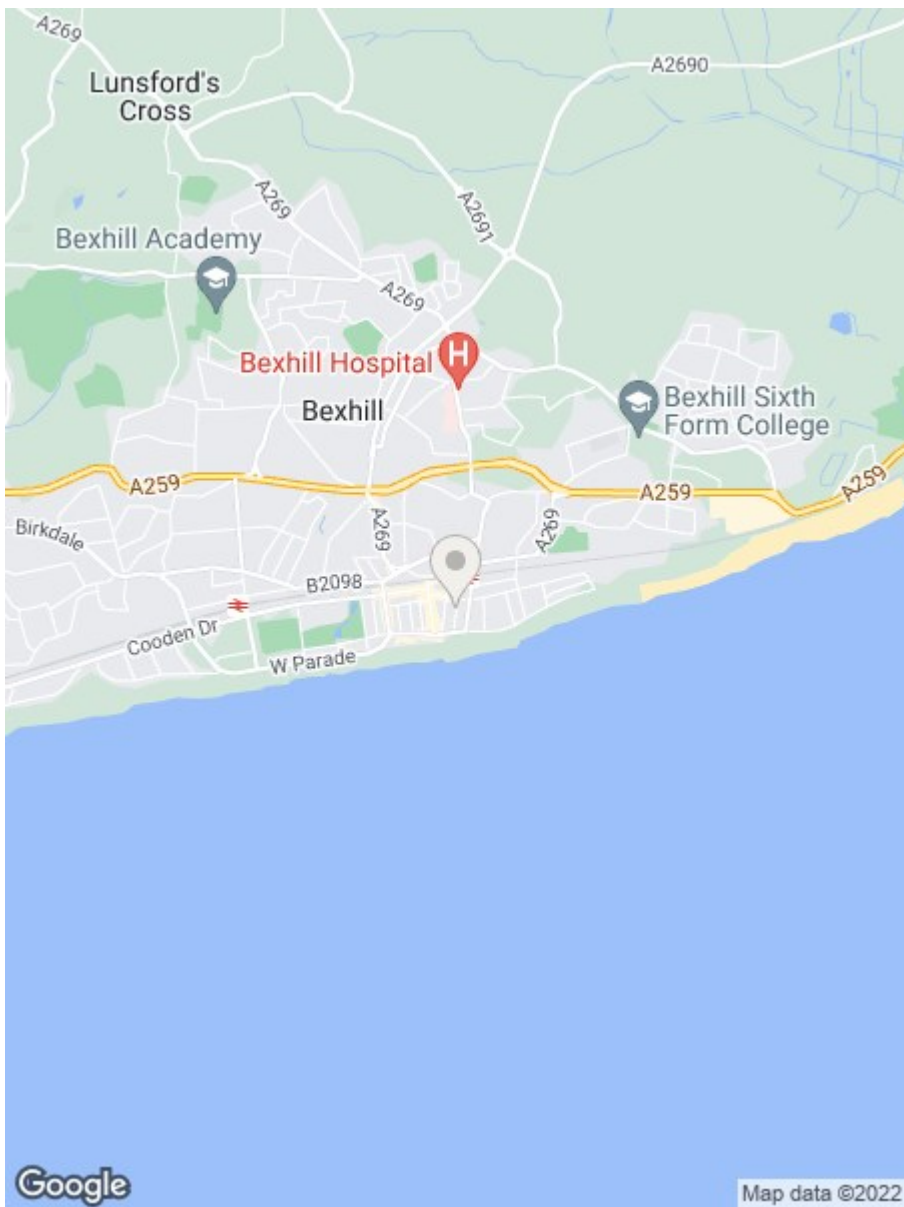 A269
A2690
Lunsford's
Cross
A269
A2691
Bexhill Academy
A269
Bexhill Hospital
H
Bexhill Sixth
Form College
Bexhill
A259
A259
A259
Birkdale
A269
A269
B2098
Cooden Dr
W Parade
Google
Map data ©2022